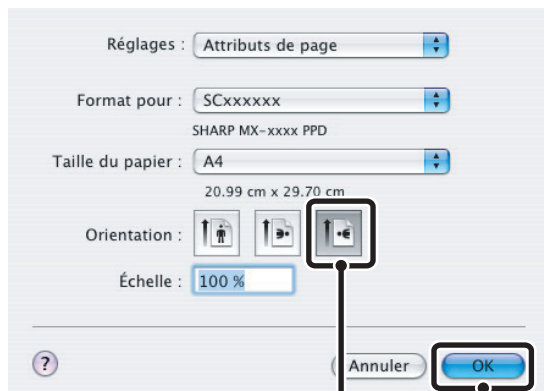 Réglages : Attributs de page
Format pour : SCxxxxxx
SHARP MX-xxxx PPD
Taille du papier : A4
20.99 cm x 29.70 cm
Orientation :
Échelle : 100 %
? Annuler OK